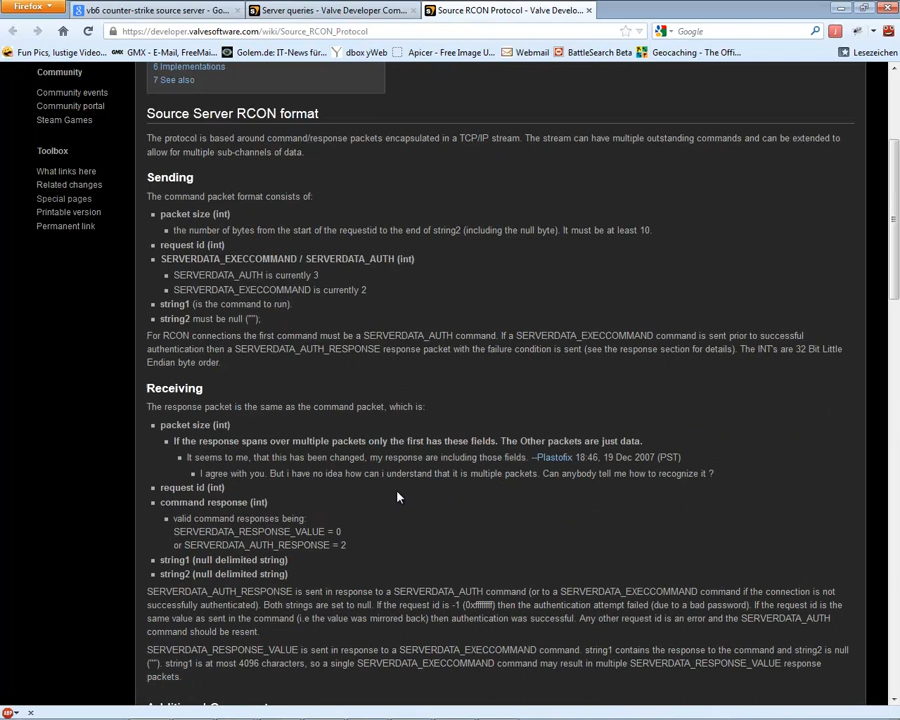 Firefox
vb6 counter-strike source server - Go...
Server queries - Valve Developer Com...
Source RCON Protocol - Valve Develo...
https://developer.valvesoftware.com/wiki/Source_RCON_Protocol
Google
Fun Pics, lustige Video...
GMX - E-Mail, FreeMai...
Golem.de: IT-News für...
dbox yWeb
Apicer - Free Image U...
Webmail
BattleSearch Beta
Geocaching - The Offi...
Lesezeichen
Community
Community events
Community portal
Steam Games
Toolbox
What links here
Related changes
Special pages
Printable version
Permanent link
6 Implementations
7 See also
Source Server RCON format
The protocol is based around command/response packets encapsulated in a TCP/IP stream. The stream can have multiple outstanding commands and can be extended
to allow for multiple sub-channels of data.
Sending
The command packet format consists of:
packet size (int)
the number of bytes from the start of the requestid to the end of string2 (including the null byte). It must be at least 10.
request id (int)
SERVERDATA_EXECCOMMAND / SERVERDATA_AUTH (int)
SERVERDATA_AUTH is currently 3
SERVERDATA_EXECCOMMAND is currently 2
string1 (is the command to run).
string2 must be null ("");
For RCON connections the first command must be a SERVERDATA_AUTH command. If a SERVERDATA_EXECCOMMAND command is sent prior to successful
authentication then a SERVERDATA_AUTH_RESPONSE response packet with the failure condition is sent (see the response section for details). The INT's are 32 Bit Little
Endian byte order.
Receiving
The response packet is the same as the command packet, which is:
packet size (int)
If the response spans over multiple packets only the first has these fields. The Other packets are just data.
It seems to me, that this has been changed, my response are including those fields. --Plastofix 18:46, 19 Dec 2007 (PST)
I agree with you. But i have no idea how can i understand that it is multiple packets. Can anybody tell me how to recognize it ?
request id (int)
command response (int)
valid command responses being:
SERVERDATA_RESPONSE_VALUE = 0
or SERVERDATA_AUTH_RESPONSE = 2
string1 (null delimited string)
string2 (null delimited string)
SERVERDATA_AUTH_RESPONSE is sent in response to a SERVERDATA_AUTH command (or to a SERVERDATA_EXECCOMMAND command if the connection is not
successfully authenticated). Both strings are set to null. If the request id is -1 (0xffffffff) then the authentication attempt failed (due to a bad password). If the request id is the
same value as sent in the command (i.e the value was mirrored back) then authentication was successful. Any other request id is an error and the SERVERDATA_AUTH
command should be resent.
SERVERDATA_RESPONSE_VALUE is sent in response to a SERVERDATA_EXECCOMMAND command. string1 contains the response to the command and string2 is null
(""). string1 is at most 4096 characters, so a single SERVERDATA_EXECCOMMAND command may result in multiple SERVERDATA_RESPONSE_VALUE response
packets.